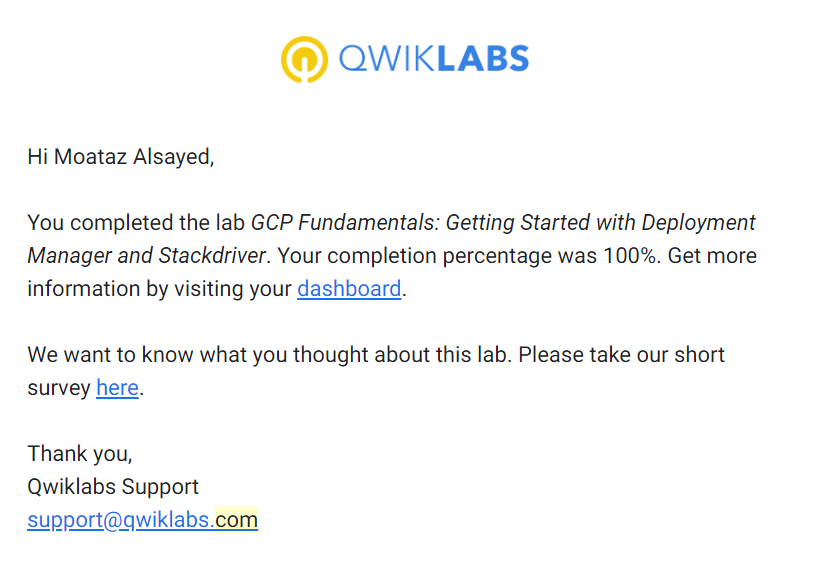 QWIKLABS
Hi Moataz Alsayed,
You completed the lab GCP Fundamentals: Getting Started with Deployment
Manager and Stackdriver. Your completion percentage was 100%. Get more
information by visiting your dashboard.
We want to know what you thought about this lab. Please take our short
survey here.
Thank you,
Qwiklabs Support
support@qwiklabs.com